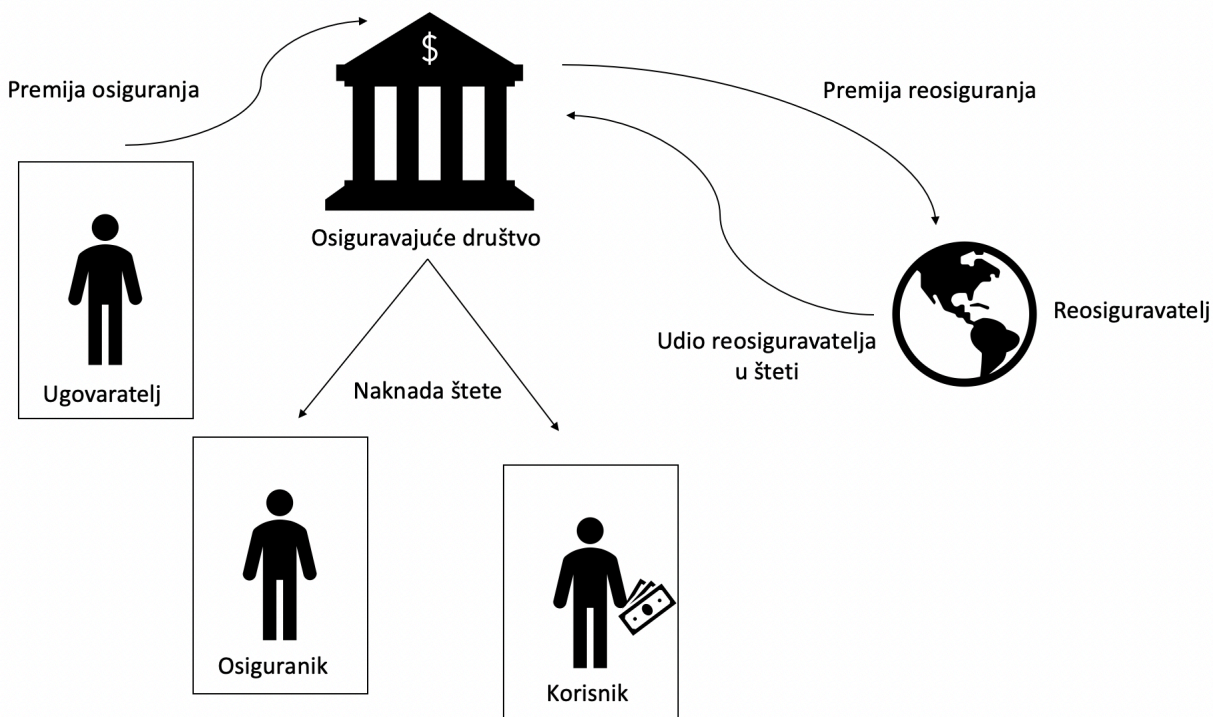 $
Premija osiguranja
Premija reosiguranja
Osiguravajuće društvo
Reosiguravatelj
Udio reosiguravatelja
u šteti
Ugovaratelj
Naknada štete
Osiguranik
Korisnik